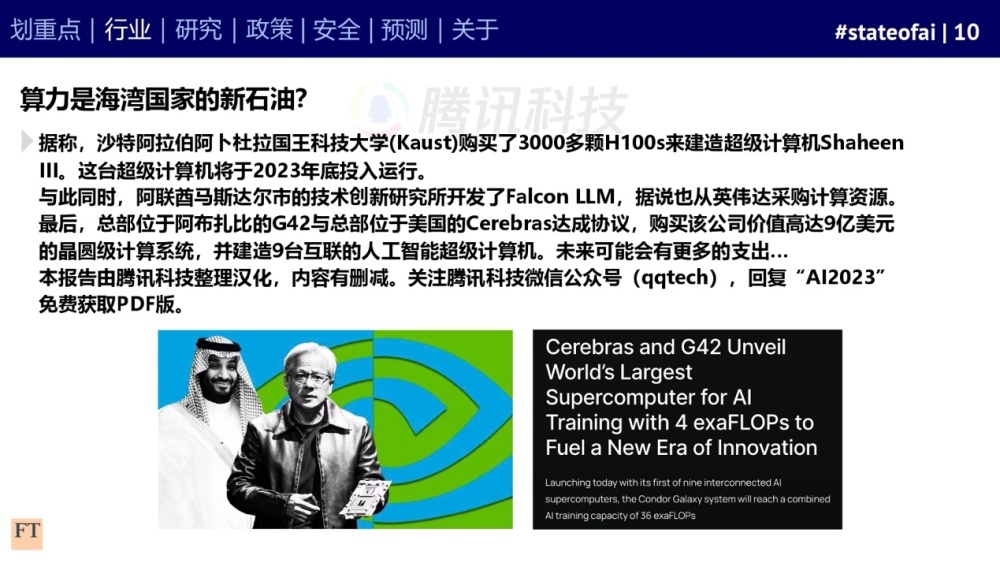 划重点 | 行业 | 研究 | 政策 | 安全 | 预测 | 关于
#stateofai | 10
算力是海湾国家的新石油？
腾讯科技
据称，沙特阿拉伯阿卜杜拉国王科技大学(Kaust)购买了3000多颗H100s来建造超级计算机Shaheen
III。这台超级计算机将于2023年底投入运行。
与此同时，阿联酋马斯达尔市的技术创新研究所开发了Falcon LLM，据说也从英伟达采购计算资源。
最后，总部位于阿布扎比的G42与总部位于美国的Cerebras达成协议，购买该公司价值高达9亿美元
的晶圆级计算系统，并建造9台互联的人工智能超级计算机。未来可能会有更多的支出…
本报告由腾讯科技整理汉化，内容有删减。关注腾讯科技微信公众号（qqtech），回复“AI2023”
免费获取PDF版。
Cerebras and G42 Unveil
World’s Largest
Supercomputer for AI
Training with 4 exaFLOPs to
Fuel a New Era of Innovation
Launching today with its first of nine interconnected AI
supercomputers, the Condor Galaxy system will reach a combined
AI training capacity of 36 exaFLOPs
FT